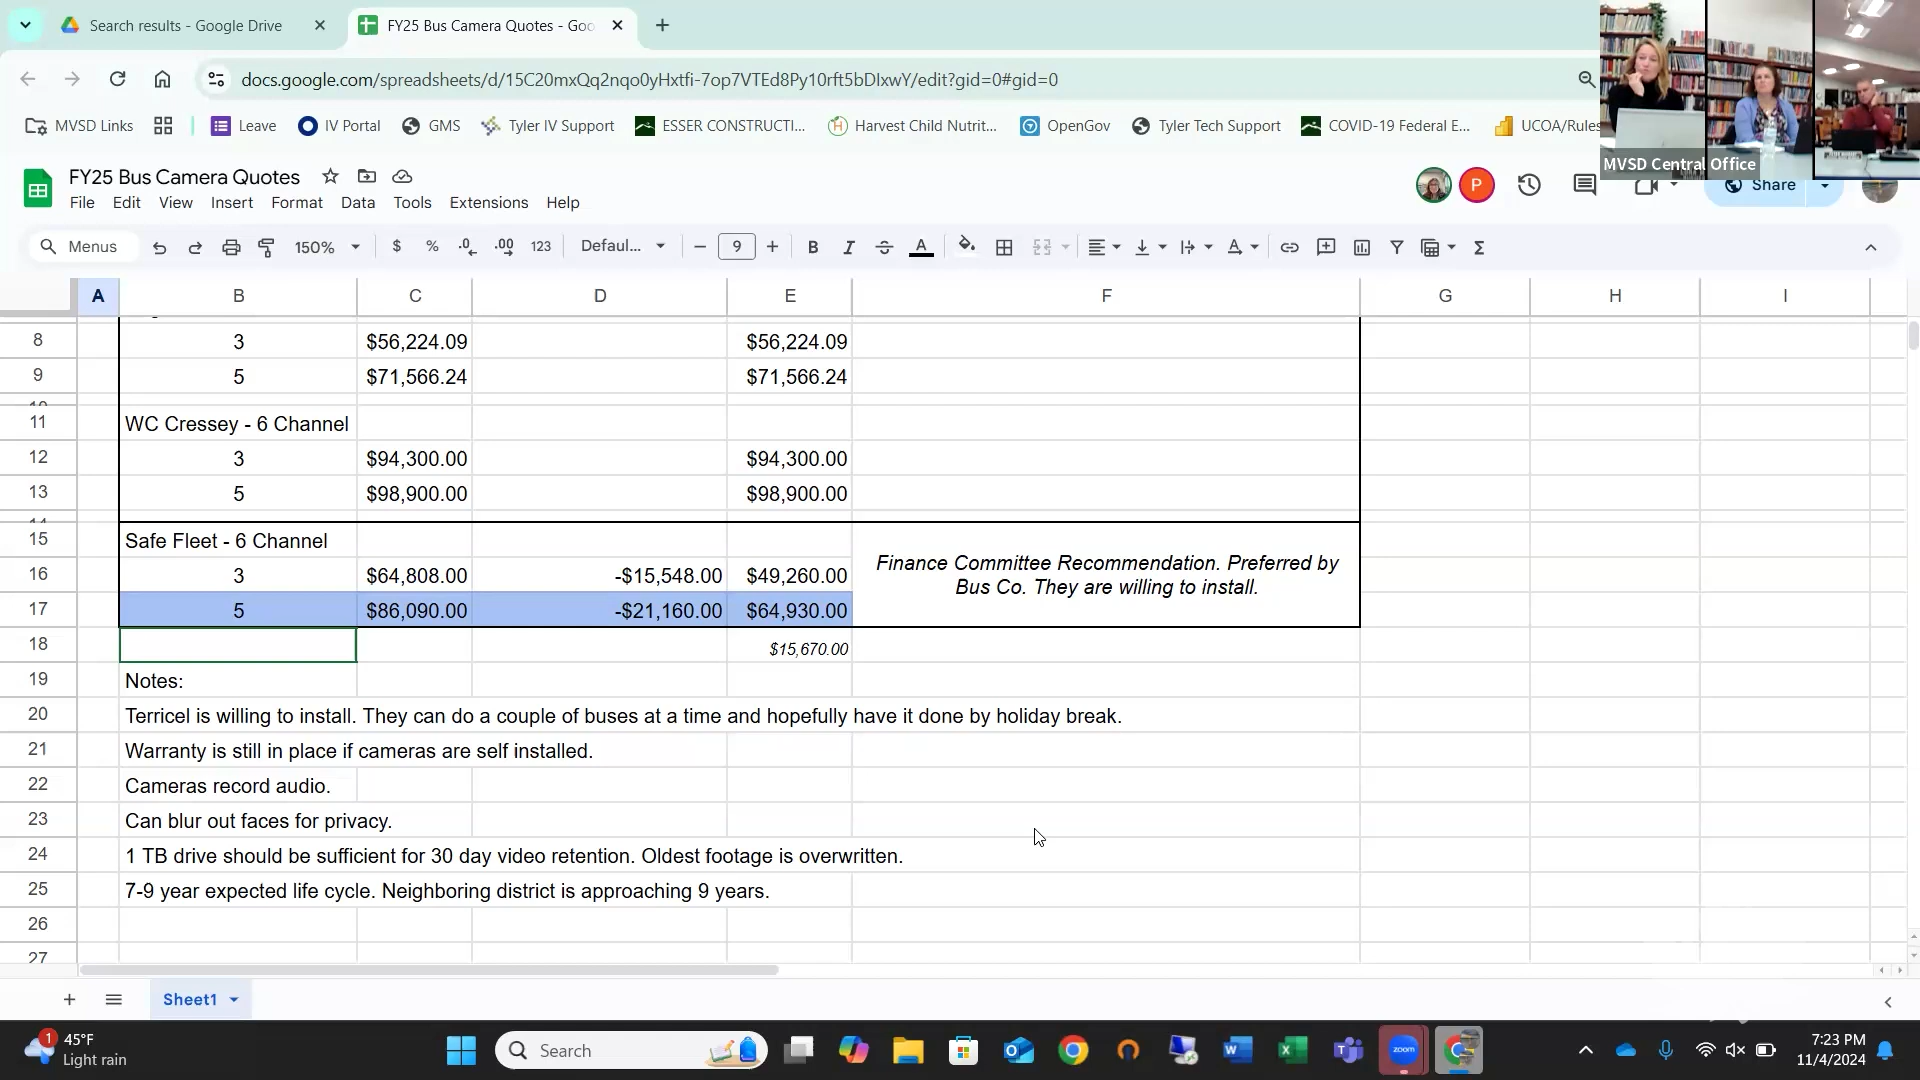 Search results - Google Drive
FY25 Bus Camera Quotes - Goo
docs.google.com/spreadsheets/d/15C20mxQq2nqo0yHxtfi-7op7VTEd8Py10rft5bDIxwY/edit?gid=0#gid=0
MVSD Links Leave IV Portal GMS Tyler IV Support ESSER CONSTRUCTI... Harvest Child Nutrit... OpenGov Tyler Tech Support COVID-19 Federal E... UCOA/Rules
MVSD Central Office
FY25 Bus Camera Quotes
P
Share
File Edit View Insert Format Data Tools Extensions Help
Menus 150% $ % .0 .00 123 Defaul... 9 B I A
A B C D E F G H I
8 3 $56,224.09 $56,224.09
9 5 $71,566.24 $71,566.24
11 WC Cressey - 6 Channel
12 3 $94,300.00 $94,300.00
13 5 $98,900.00 $98,900.00
15 Safe Fleet - 6 Channel
Finance Committee Recommendation. Preferred by
Bus Co. They are willing to install.
16 3 $64,808.00 -$15,548.00 $49,260.00
17 5 $86,090.00 -$21,160.00 $64,930.00
18 $15,670.00
19 Notes:
20 Terricel is willing to install. They can do a couple of buses at a time and hopefully have it done by holiday break.
21 Warranty is still in place if cameras are self installed.
22 Cameras record audio.
23 Can blur out faces for privacy.
24 1 TB drive should be sufficient for 30 day video retention. Oldest footage is overwritten.
25 7-9 year expected life cycle. Neighboring district is approaching 9 years.
26
27
Sheet1
1
45°F
Light rain
Search
zoom
7:23 PM
11/4/2024